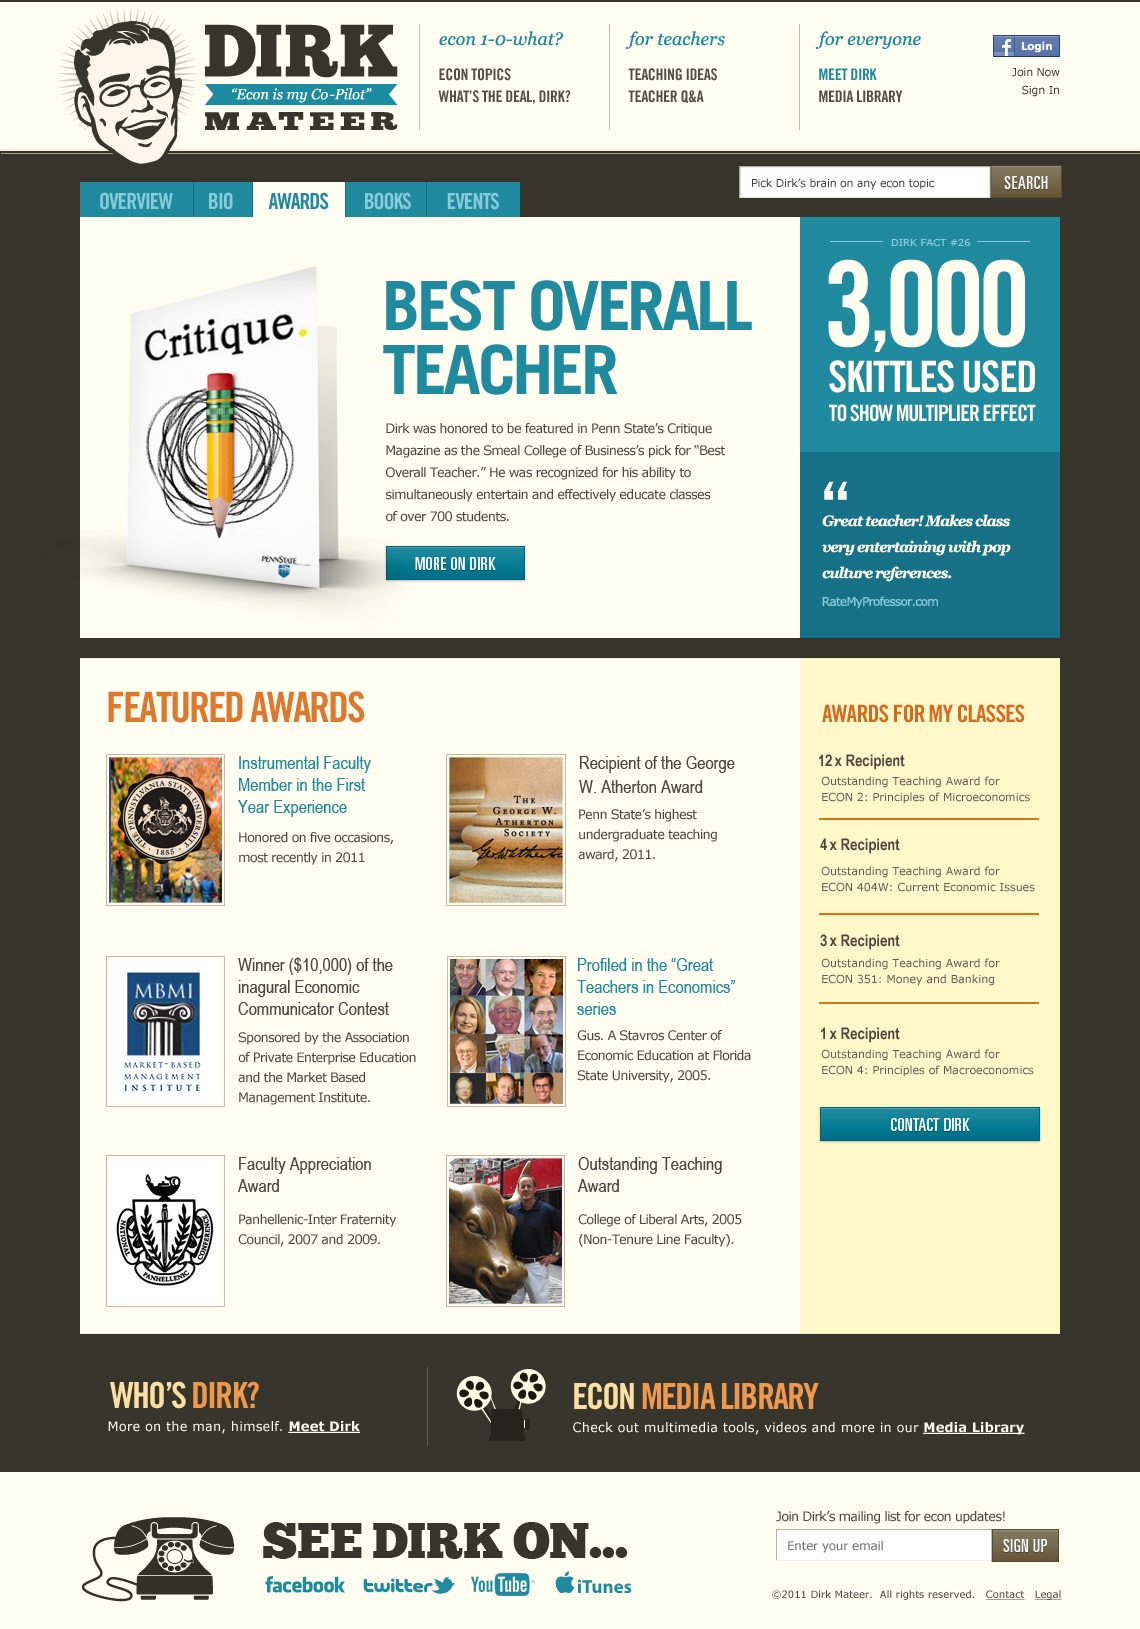 DIRK
“Econ is my Co-Pilot”
MATEER
econ 1-0-what?
ECON TOPICS
WHAT'S THE DEAL, DIRK?
for teachers
TEACHING IDEAS
TEACHER Q&A
for everyone
MEET DIRK
MEDIA LIBRARY
f Login
Join Now
Sign In
Pick Dirk's brain on any econ topic
SEARCH
OVERVIEW
BIO
AWARDS
BOOKS
EVENTS
Critique.
PENNSTATE
BEST OVERALL
TEACHER
Dirk was honored to be featured in Penn State's Critique
Magazine as the Smeal College of Business's pick for “Best
Overall Teacher.” He was recognized for his ability to
simultaneously entertain and effectively educate classes
of over 700 students.
MORE ON DIRK
DIRK FACT #26
3,000
SKITTLES USED
TO SHOW MULTIPLIER EFFECT
“
Great teacher! Makes class
very entertaining with pop
culture references.
RateMyProfessor.com
FEATURED AWARDS
THE PENNSYLVANIA STATE UNIVERSITY
1855
Instrumental Faculty
Member in the First
Year Experience
Honored on five occasions,
most recently in 2011
THE
GEORGE W.
ATHERTON
SOCIETY
Geo W Atherton
Recipient of the George
W. Atherton Award
Penn State's highest
undergraduate teaching
award, 2011.
MBMI
MARKET-BASED
MANAGEMENT
INSTITUTE
Winner ($10,000) of the
inagural Economic
Communicator Contest
Sponsored by the Association
of Private Enterprise Education
and the Market Based
Management Institute.
Profiled in the “Great
Teachers in Economics”
series
Gus. A Stavros Center of
Economic Education at Florida
State University, 2005.
NATIONAL
PANHELLENIC
CONFERENCE
Faculty Appreciation
Award
Panhellenic-Inter Fraternity
Council, 2007 and 2009.
Outstanding Teaching
Award
College of Liberal Arts, 2005
(Non-Tenure Line Faculty).
AWARDS FOR MY CLASSES
12 x Recipient
Outstanding Teaching Award for
ECON 2: Principles of Microeconomics
4 x Recipient
Outstanding Teaching Award for
ECON 404W: Current Economic Issues
3 x Recipient
Outstanding Teaching Award for
ECON 351: Money and Banking
1 x Recipient
Outstanding Teaching Award for
ECON 4: Principles of Macroeconomics
CONTACT DIRK
WHO'S DIRK?
More on the man, himself. Meet Dirk
ECON MEDIA LIBRARY
Check out multimedia tools, videos and more in our Media Library
SEE DIRK ON...
facebook
twitter
YouTube
iTunes
Join Dirk's mailing list for econ updates!
Enter your email
SIGN UP
©2011 Dirk Mateer. All rights reserved. Contact Legal